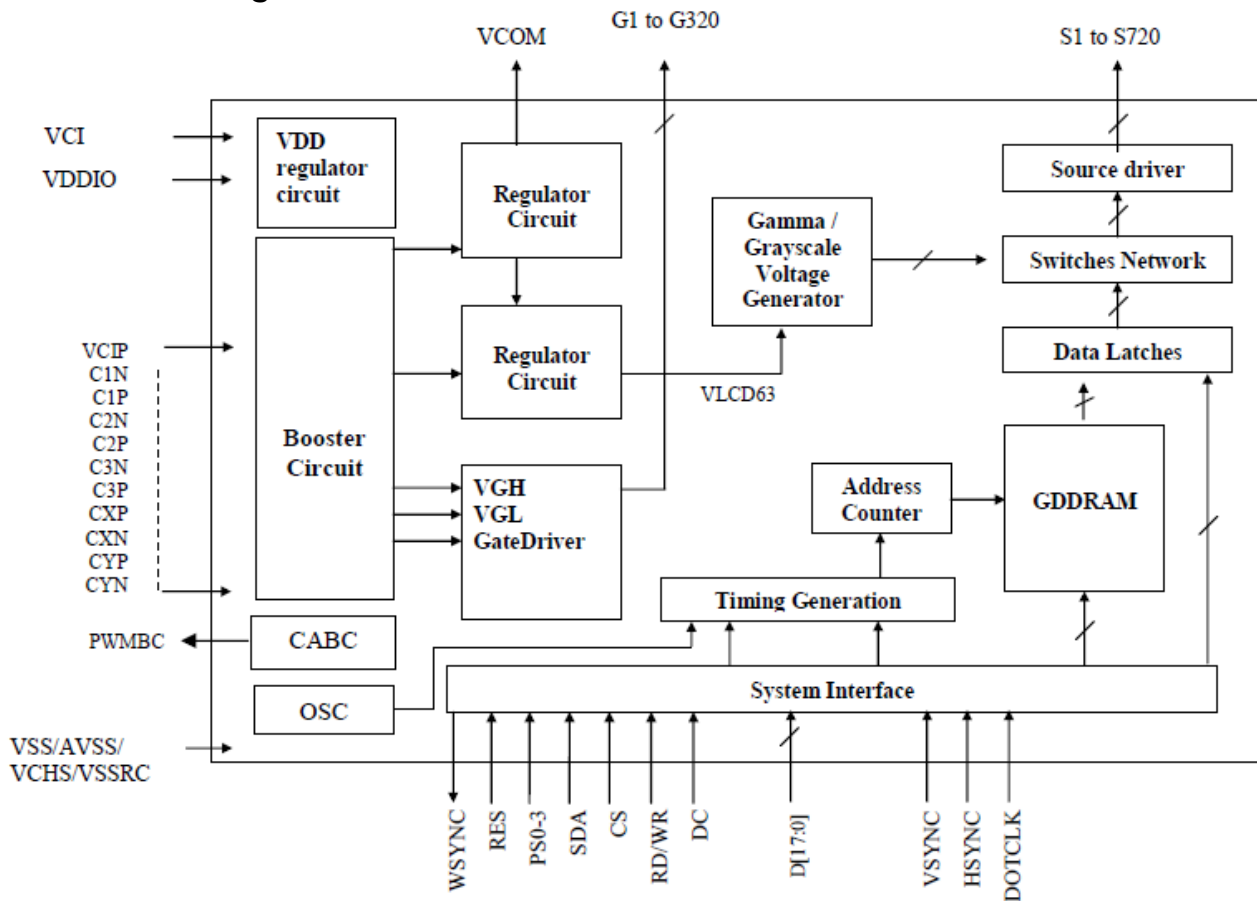 G1 to G320
VCOM
S1 to S720
VCI
VDDIO
VDD
regulator
circuit
Regulator
Circuit
Source driver
Gamma /
Grayscale
Voltage
Generator
Switches Network
Regulator
Circuit
Data Latches
VLCD63
VCIP
C1N
C1P
C2N
C2P
C3N
C3P
CXP
CXN
CYP
CYN
Booster
Circuit
VGH
VGL
GateDriver
Address
Counter
GDDRAM
Timing Generation
PWMBC
CABC
System Interface
OSC
VSS/AVSS/
VCHS/VSSRC
WSYNC
RES
PS0-3
SDA
CS
RD/WR
DC
D[17:0]
VSYNC
HSYNC
DOTCLK